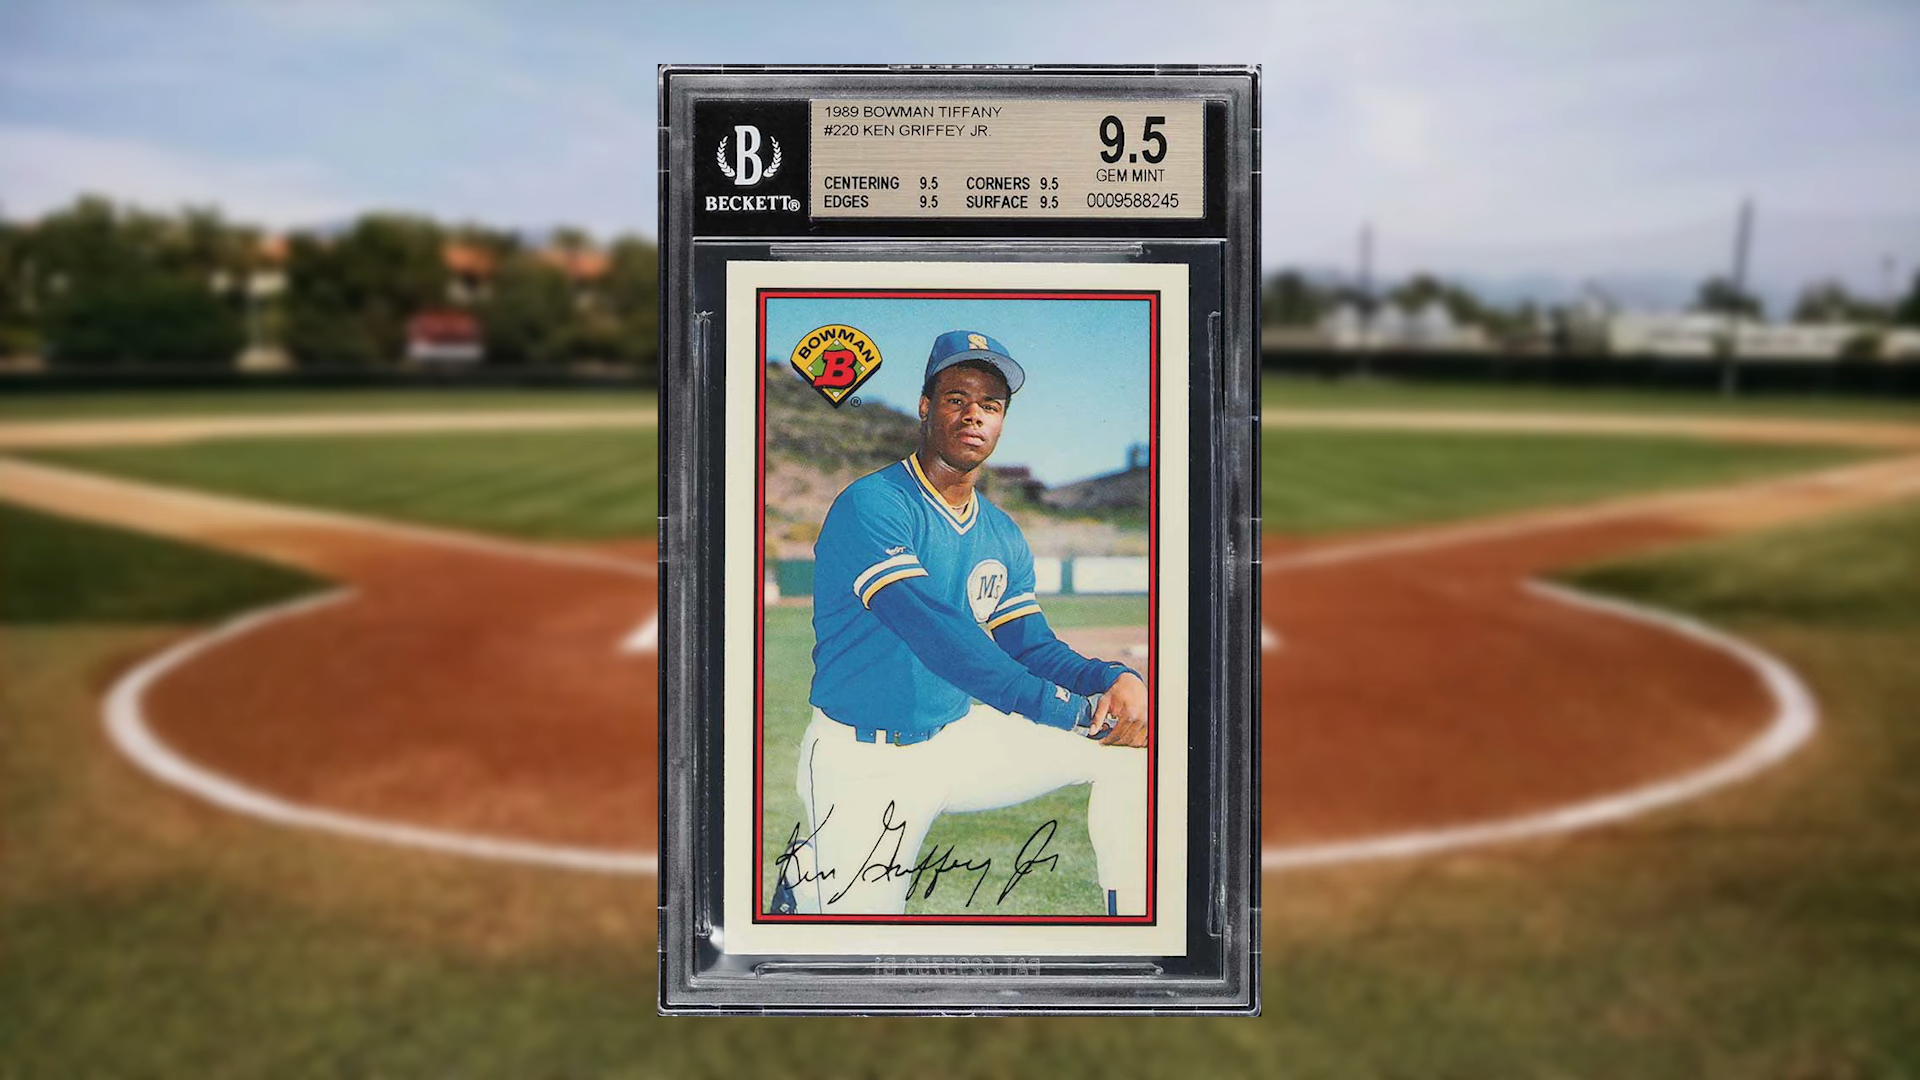 1989 BOWMAN TIFFANY
#220 KEN GRIFFEY JR.
9.5
GEM MINT
0009588245
CENTERING 9.5 CORNERS 9.5
EDGES 9.5 SURFACE 9.5
B
BECKETT®
BOWMAN
B
®
S
M's
Ken Griffey Jr